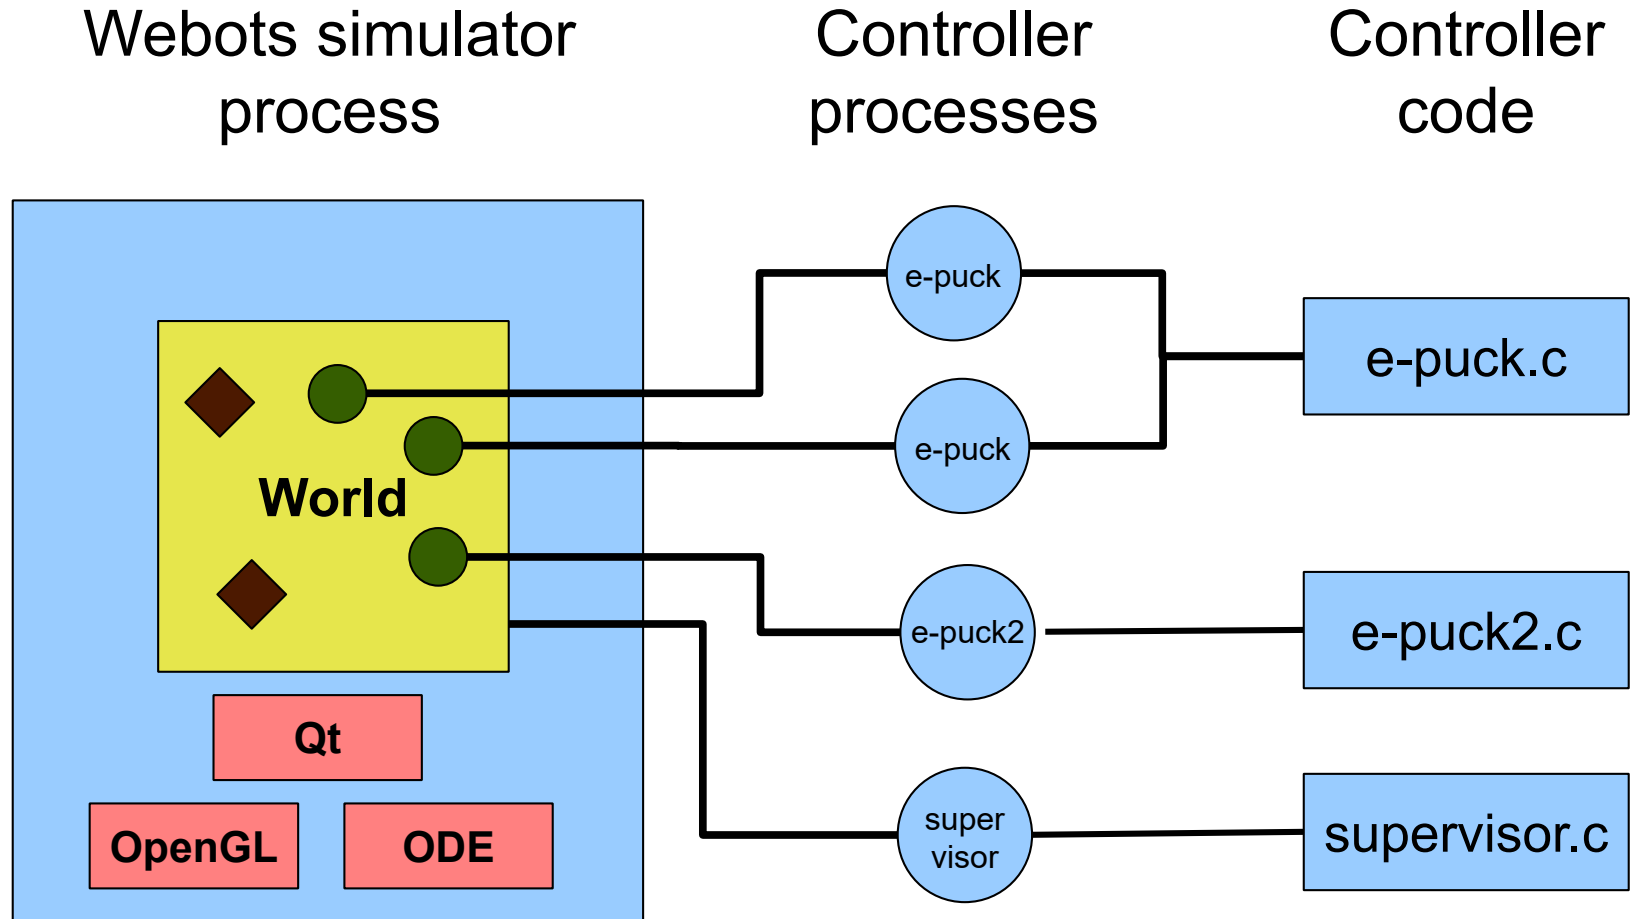 Webots simulator
process
Controller
processes
Controller
code
World
Qt
OpenGL
ODE
e-puck
e-puck
e-puck2
super
visor
e-puck.c
e-puck2.c
supervisor.c